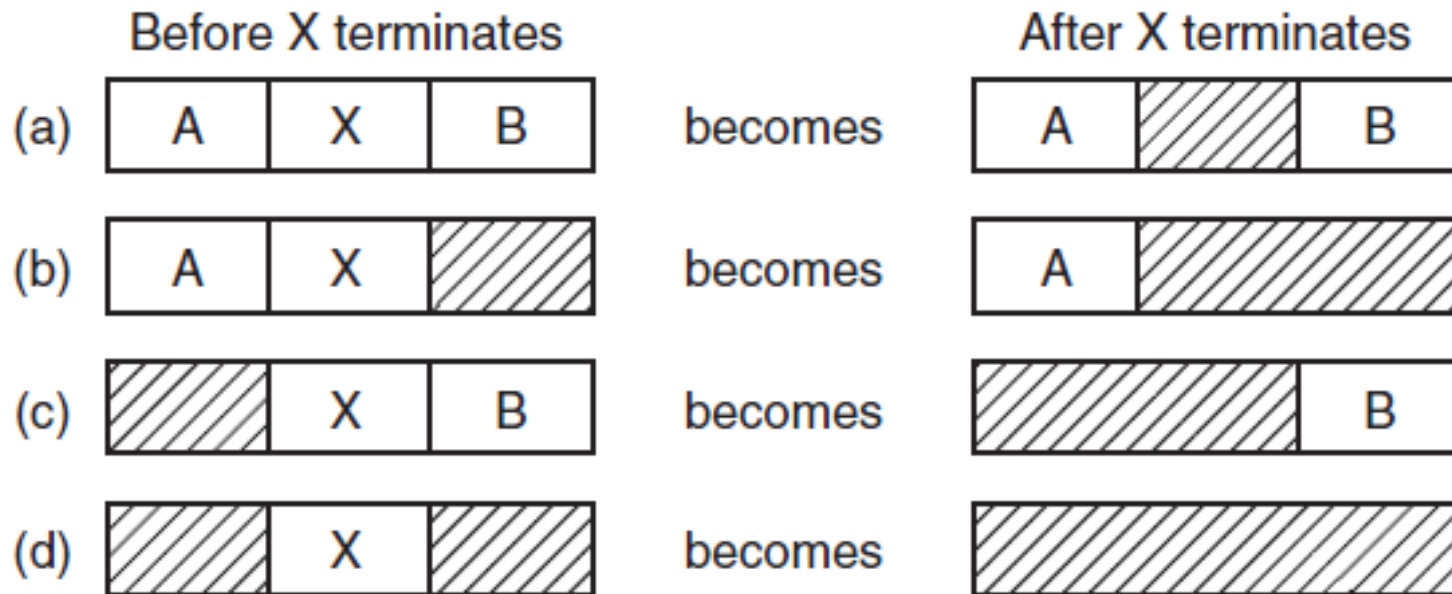 Before X terminates After X terminates
(a) A X B becomes A B
(b) A X becomes A
(c) X B becomes B
(d) X becomes